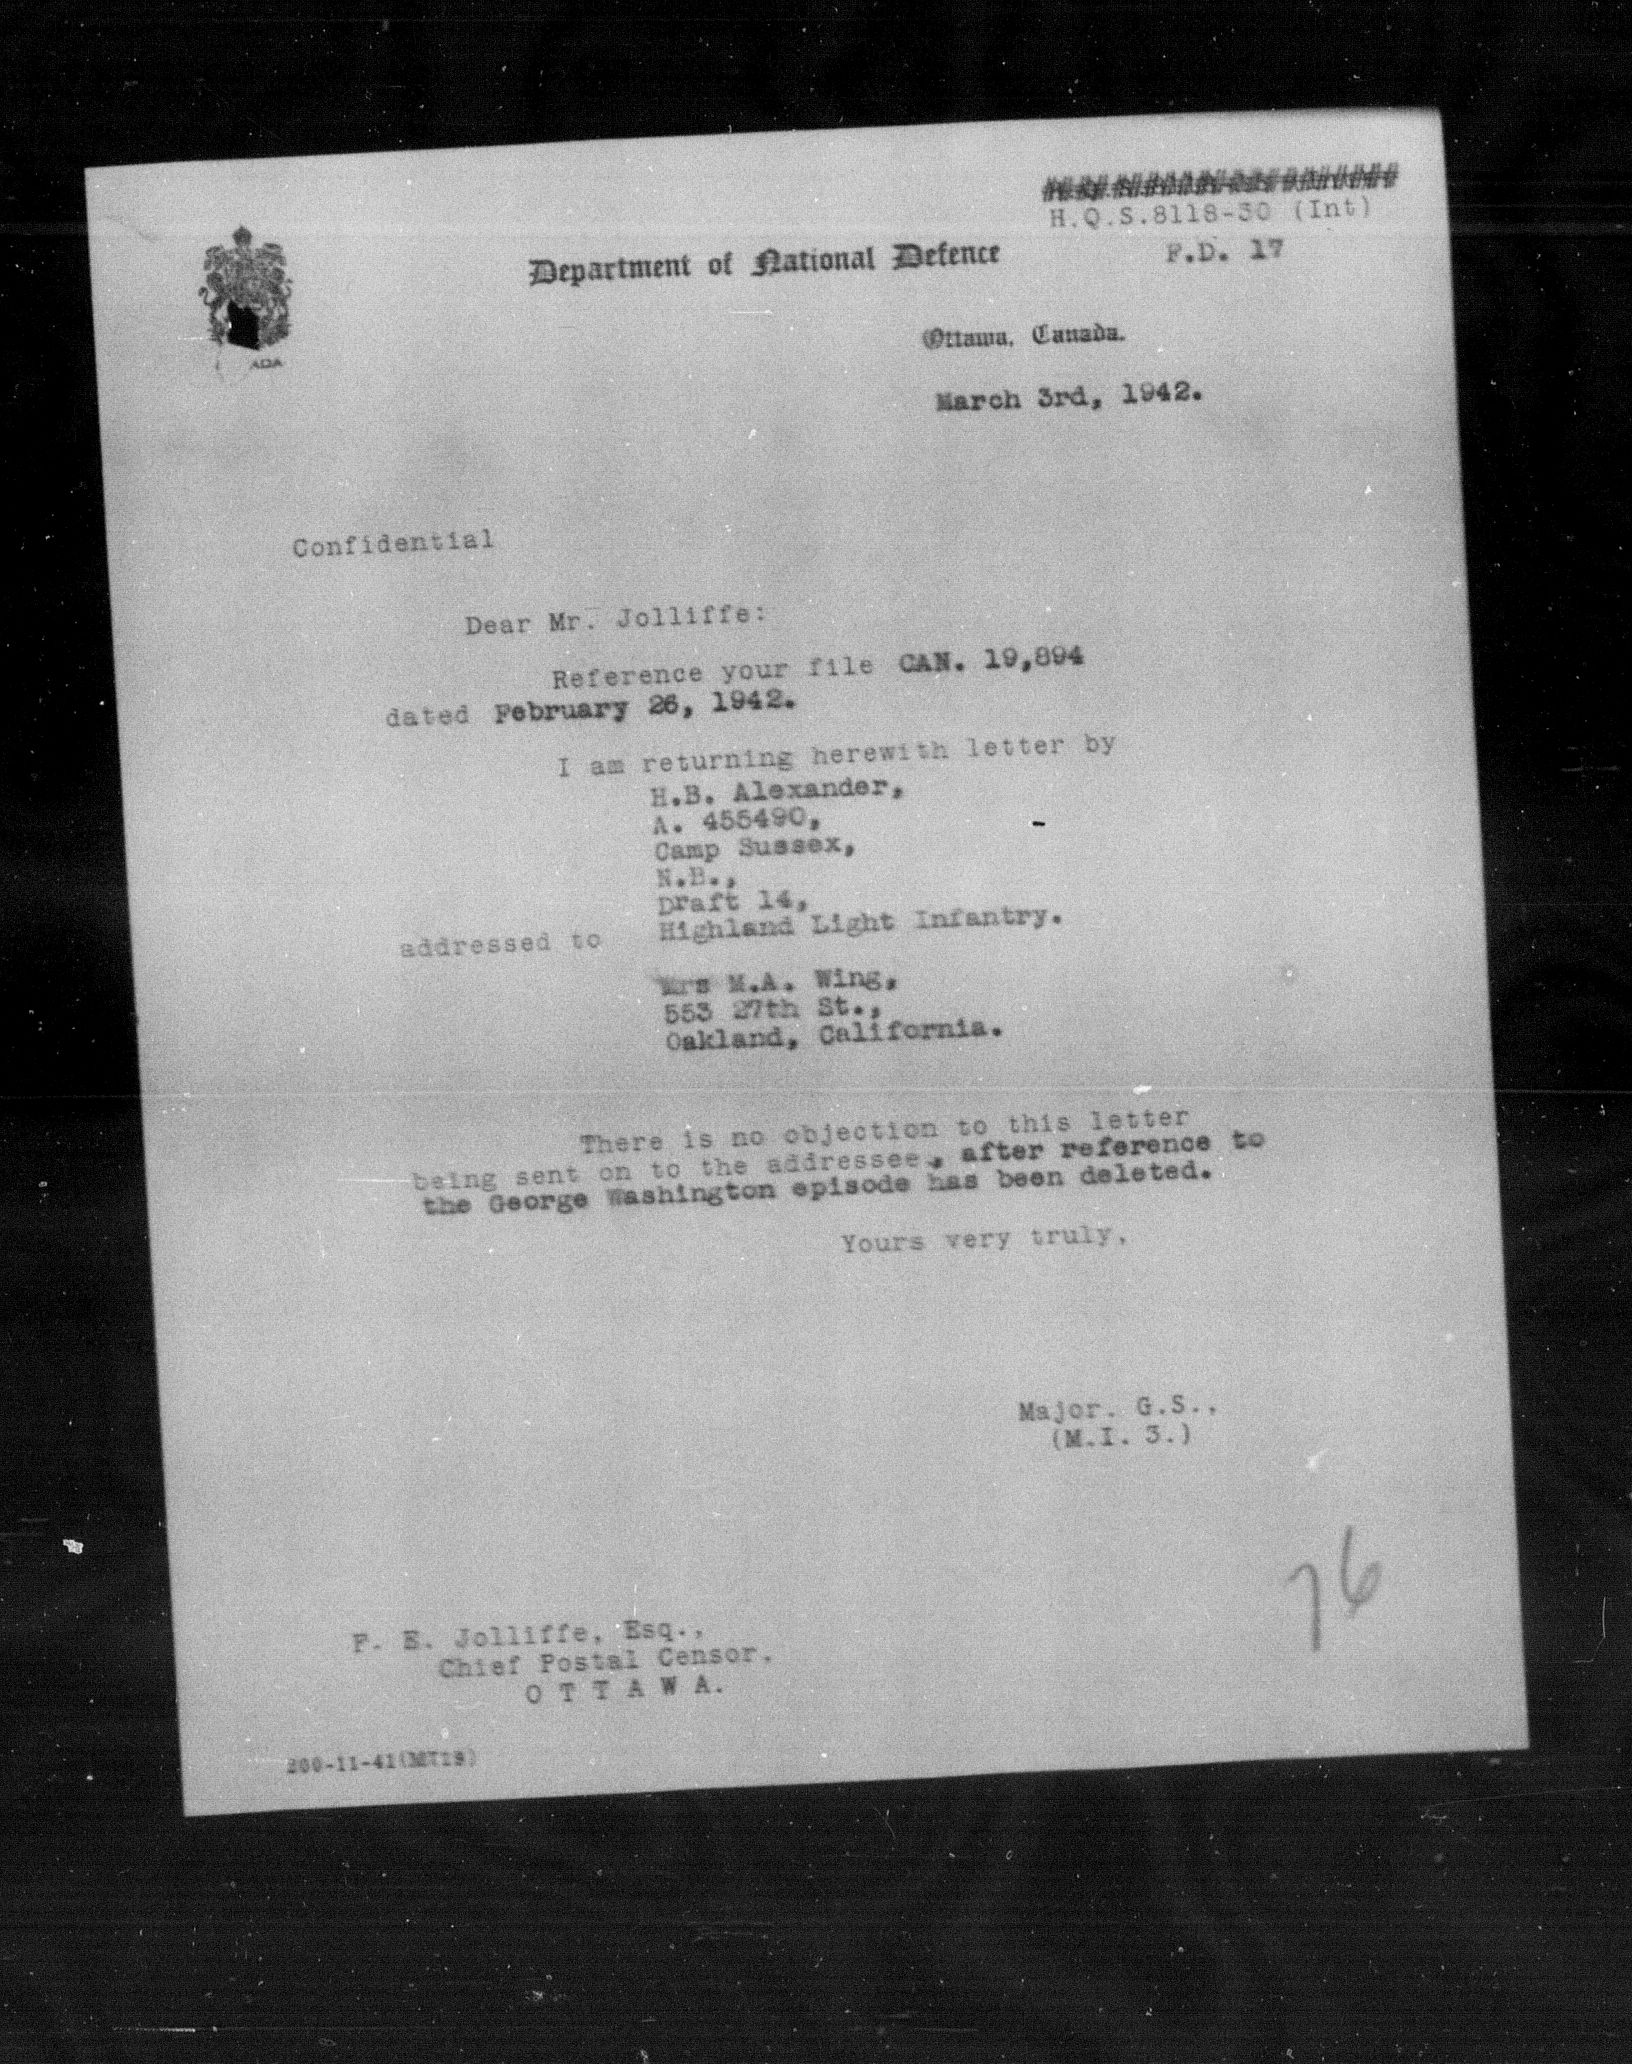 H.Q.S.8118-30 (Int)
F.D. 17
Department of National Defence
Ottawa, Canada.
March 3rd, 1942.
ADA
Confidential
Dear Mr. Jolliffe:
Reference your file CAN. 19,894
dated February 26, 1942.
I am returning herewith letter by
H.B. Alexander,
A. 455490,
Camp Sussex,
N.B.,
Draft 14,
Highland Light Infantry.
addressed to
Mrs M.A. Wing,
553 27th St.,
Oakland, California.
There is no objection to this letter
being sent on to the addressee, after reference to
the George Washington episode has been deleted.
Yours very truly,
Major. G.S.,
(M.I. 3.)
76
F. E. Jolliffe, Esq.,
Chief Postal Censor,
O T T A W A.
200-11-41(MI19)